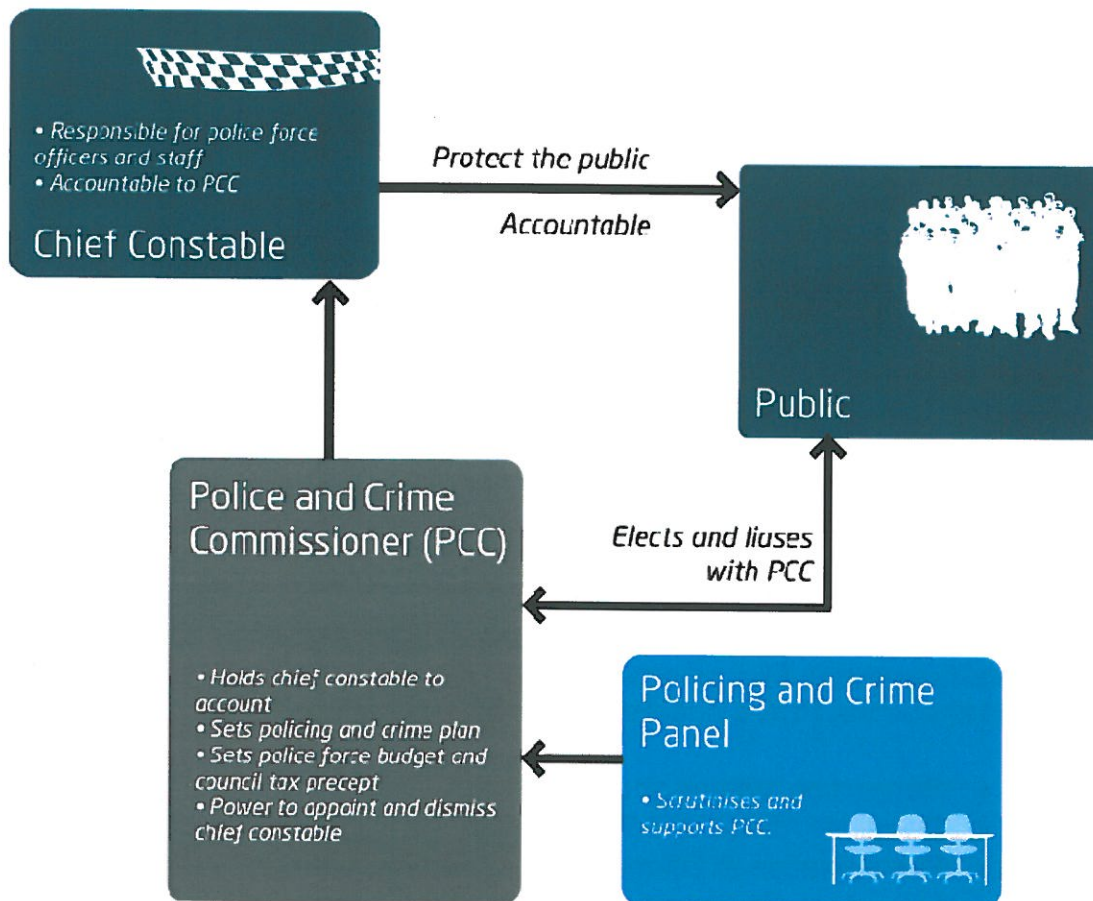 • Responsible for police force
officers and staff
• Accountable to PCC
Chief Constable
Protect the public
Accountable
Public
Police and Crime
Commissioner (PCC)
• Holds chief constable to
account
• Sets policing and crime plan
• Sets police force budget and
council tax precept
• Power to appoint and dismiss
chief constable
Elects and liases
with PCC
Policing and Crime
Panel
• Scrutinises and
supports PCC.